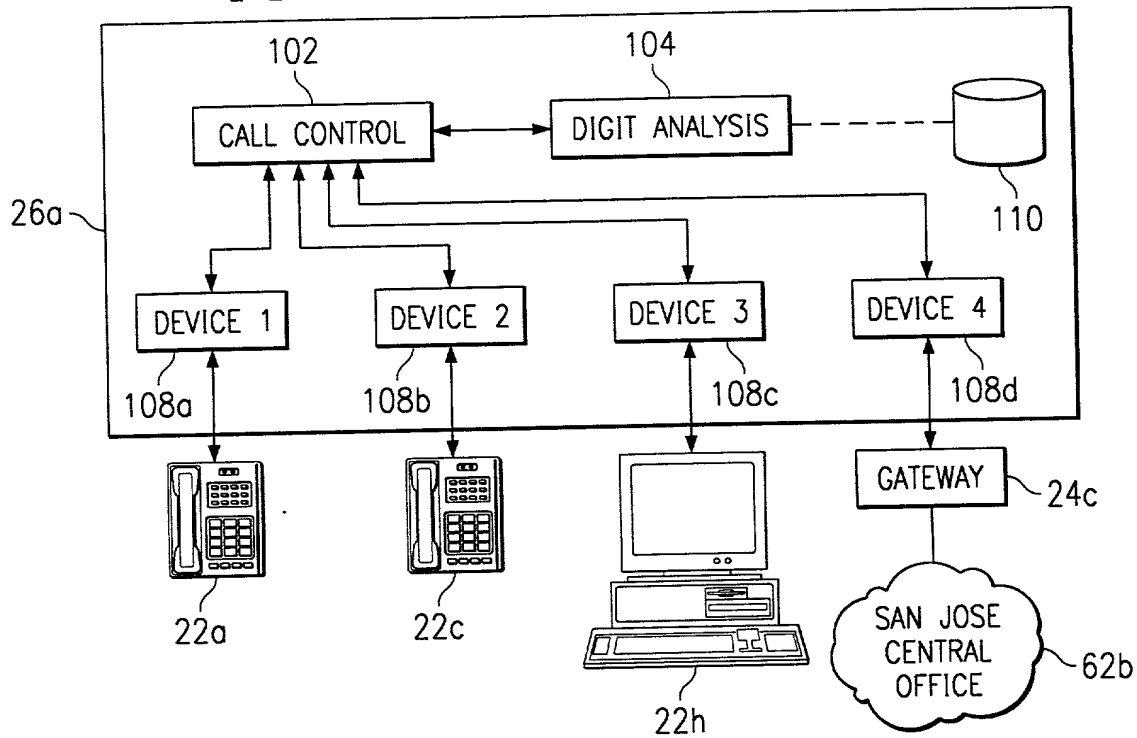 102
104
CALL CONTROL
DIGIT ANALYSIS
26a
110
DEVICE 1
DEVICE 2
DEVICE 3
DEVICE 4
108a
108b
108c
108d
GATEWAY
24c
22a
22c
22h
SAN JOSE
CENTRAL
OFFICE
62b